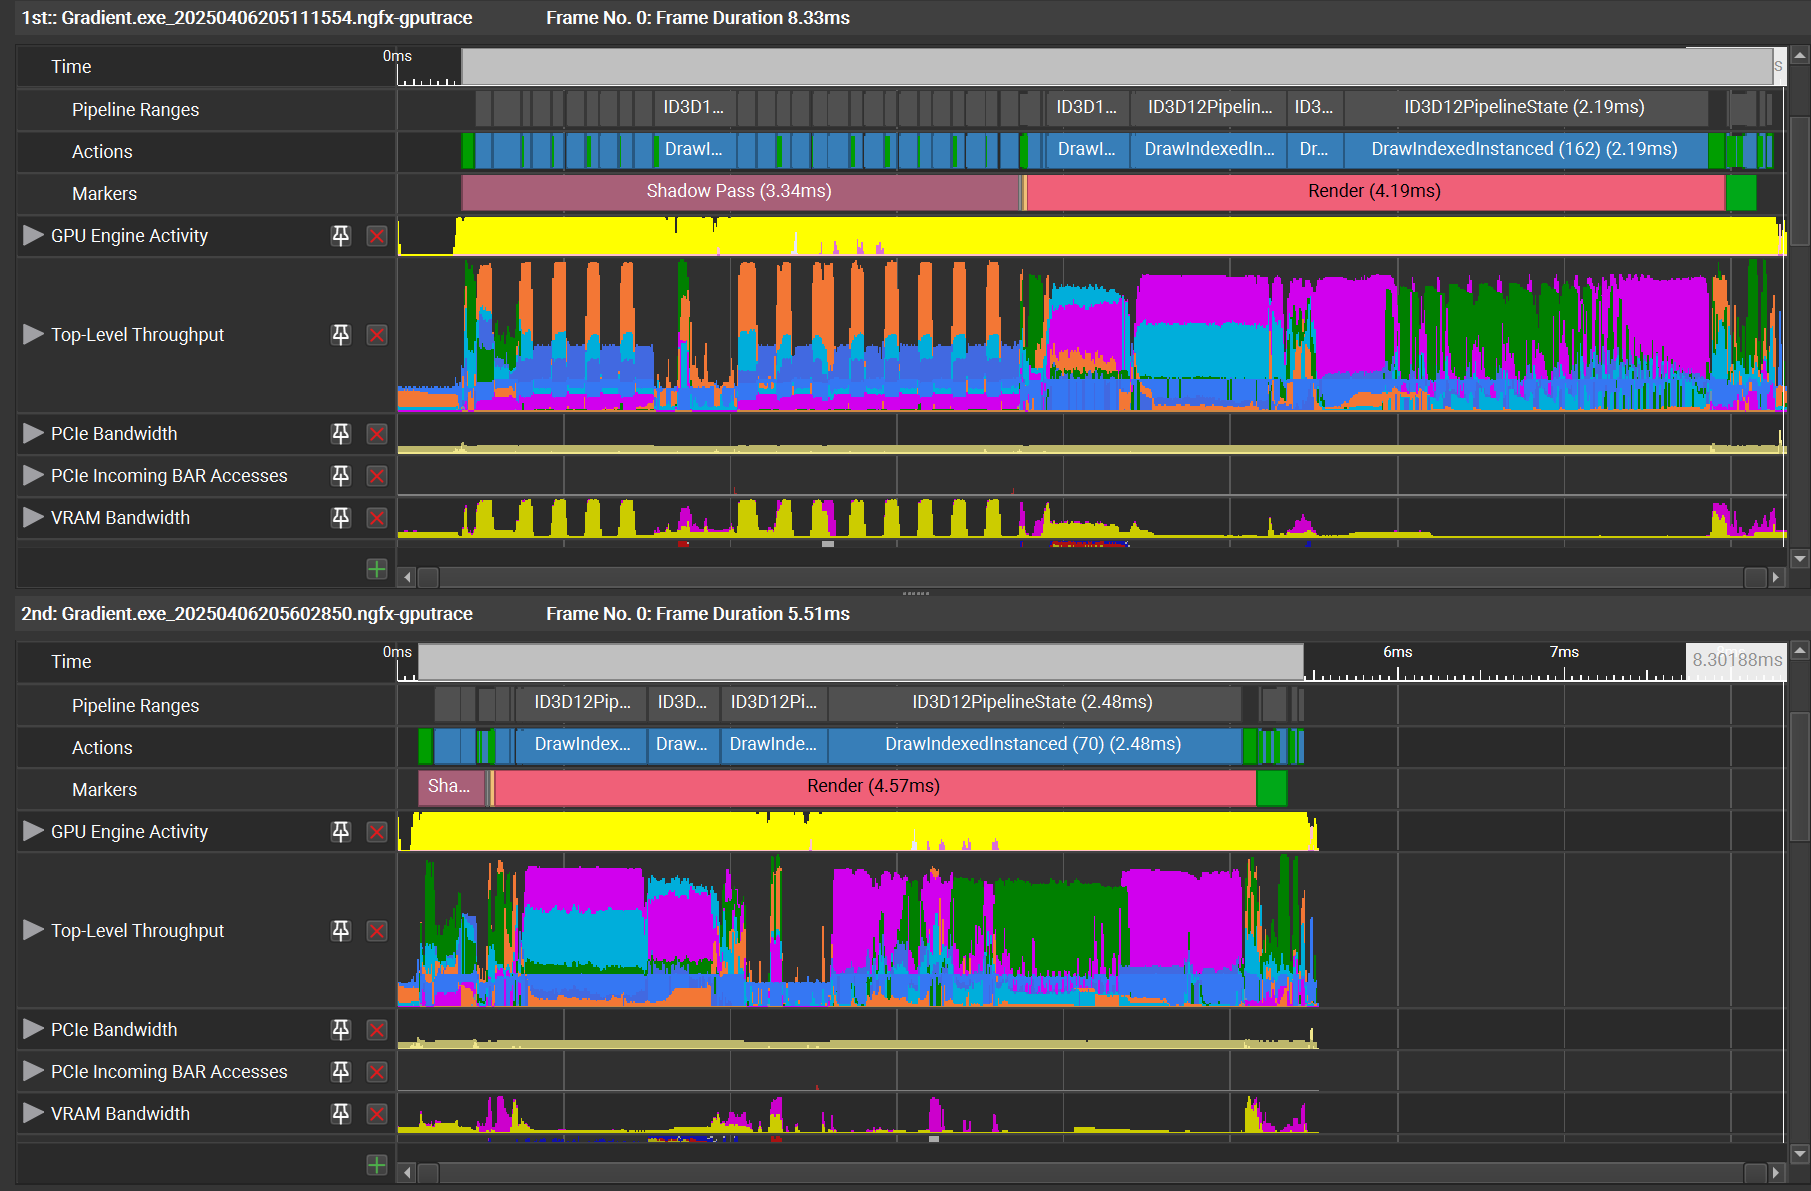 1st:: Gradient.exe_20250406205111554.ngfx-gputrace Frame No. 0: Frame Duration 8.33ms
Time 0ms s
Pipeline Ranges ID3D1... ID3D1... ID3D12Pipelin... ID3... ID3D12PipelineState (2.19ms)
Actions DrawI... DrawI... DrawIndexedIn... Dr... DrawIndexedInstanced (162) (2.19ms)
Markers Shadow Pass (3.34ms) Render (4.19ms)
GPU Engine Activity
Top-Level Throughput
PCIe Bandwidth
PCIe Incoming BAR Accesses
VRAM Bandwidth
2nd: Gradient.exe_20250406205602850.ngfx-gputrace Frame No. 0: Frame Duration 5.51ms
Time 0ms 6ms 7ms 8.30188ms
Pipeline Ranges ID3D12Pip... ID3D... ID3D12Pi... ID3D12PipelineState (2.48ms)
Actions DrawIndex... Draw... DrawInde... DrawIndexedInstanced (70) (2.48ms)
Markers Sha... Render (4.57ms)
GPU Engine Activity
Top-Level Throughput
PCIe Bandwidth
PCIe Incoming BAR Accesses
VRAM Bandwidth